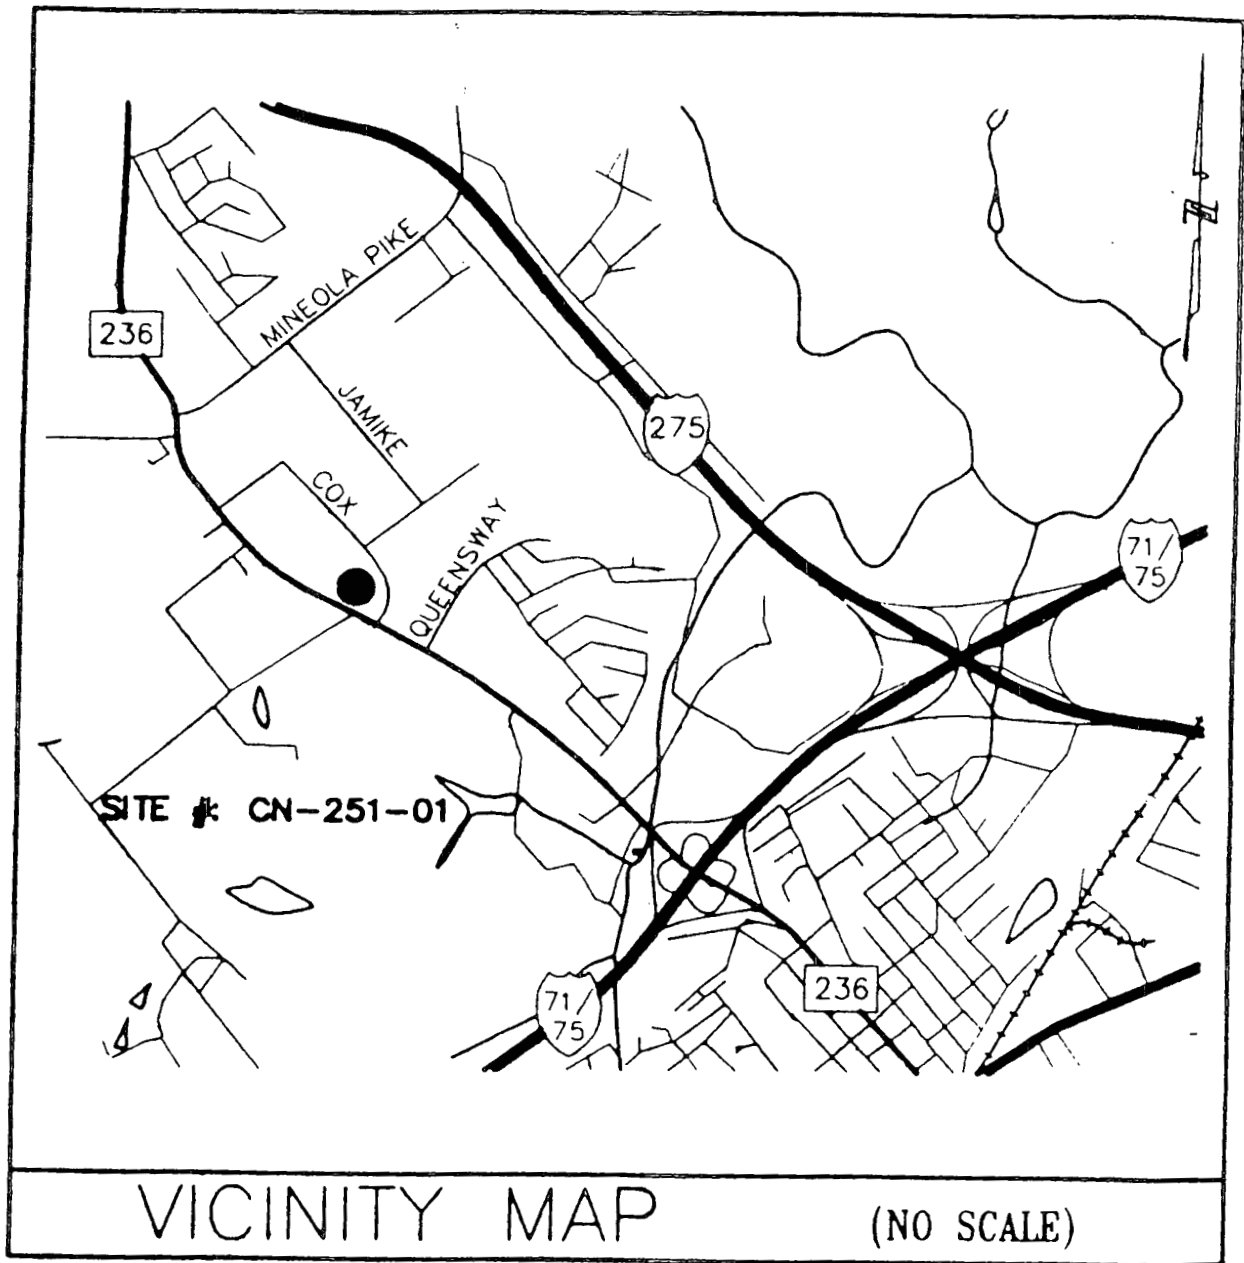 N
MINEOLA PIKE
236
JAMIKE
275
COX
QUEENSWAY
71/
75
SITE #: CN-251-01
236
71/
75
VICINITY MAP
(NO SCALE)